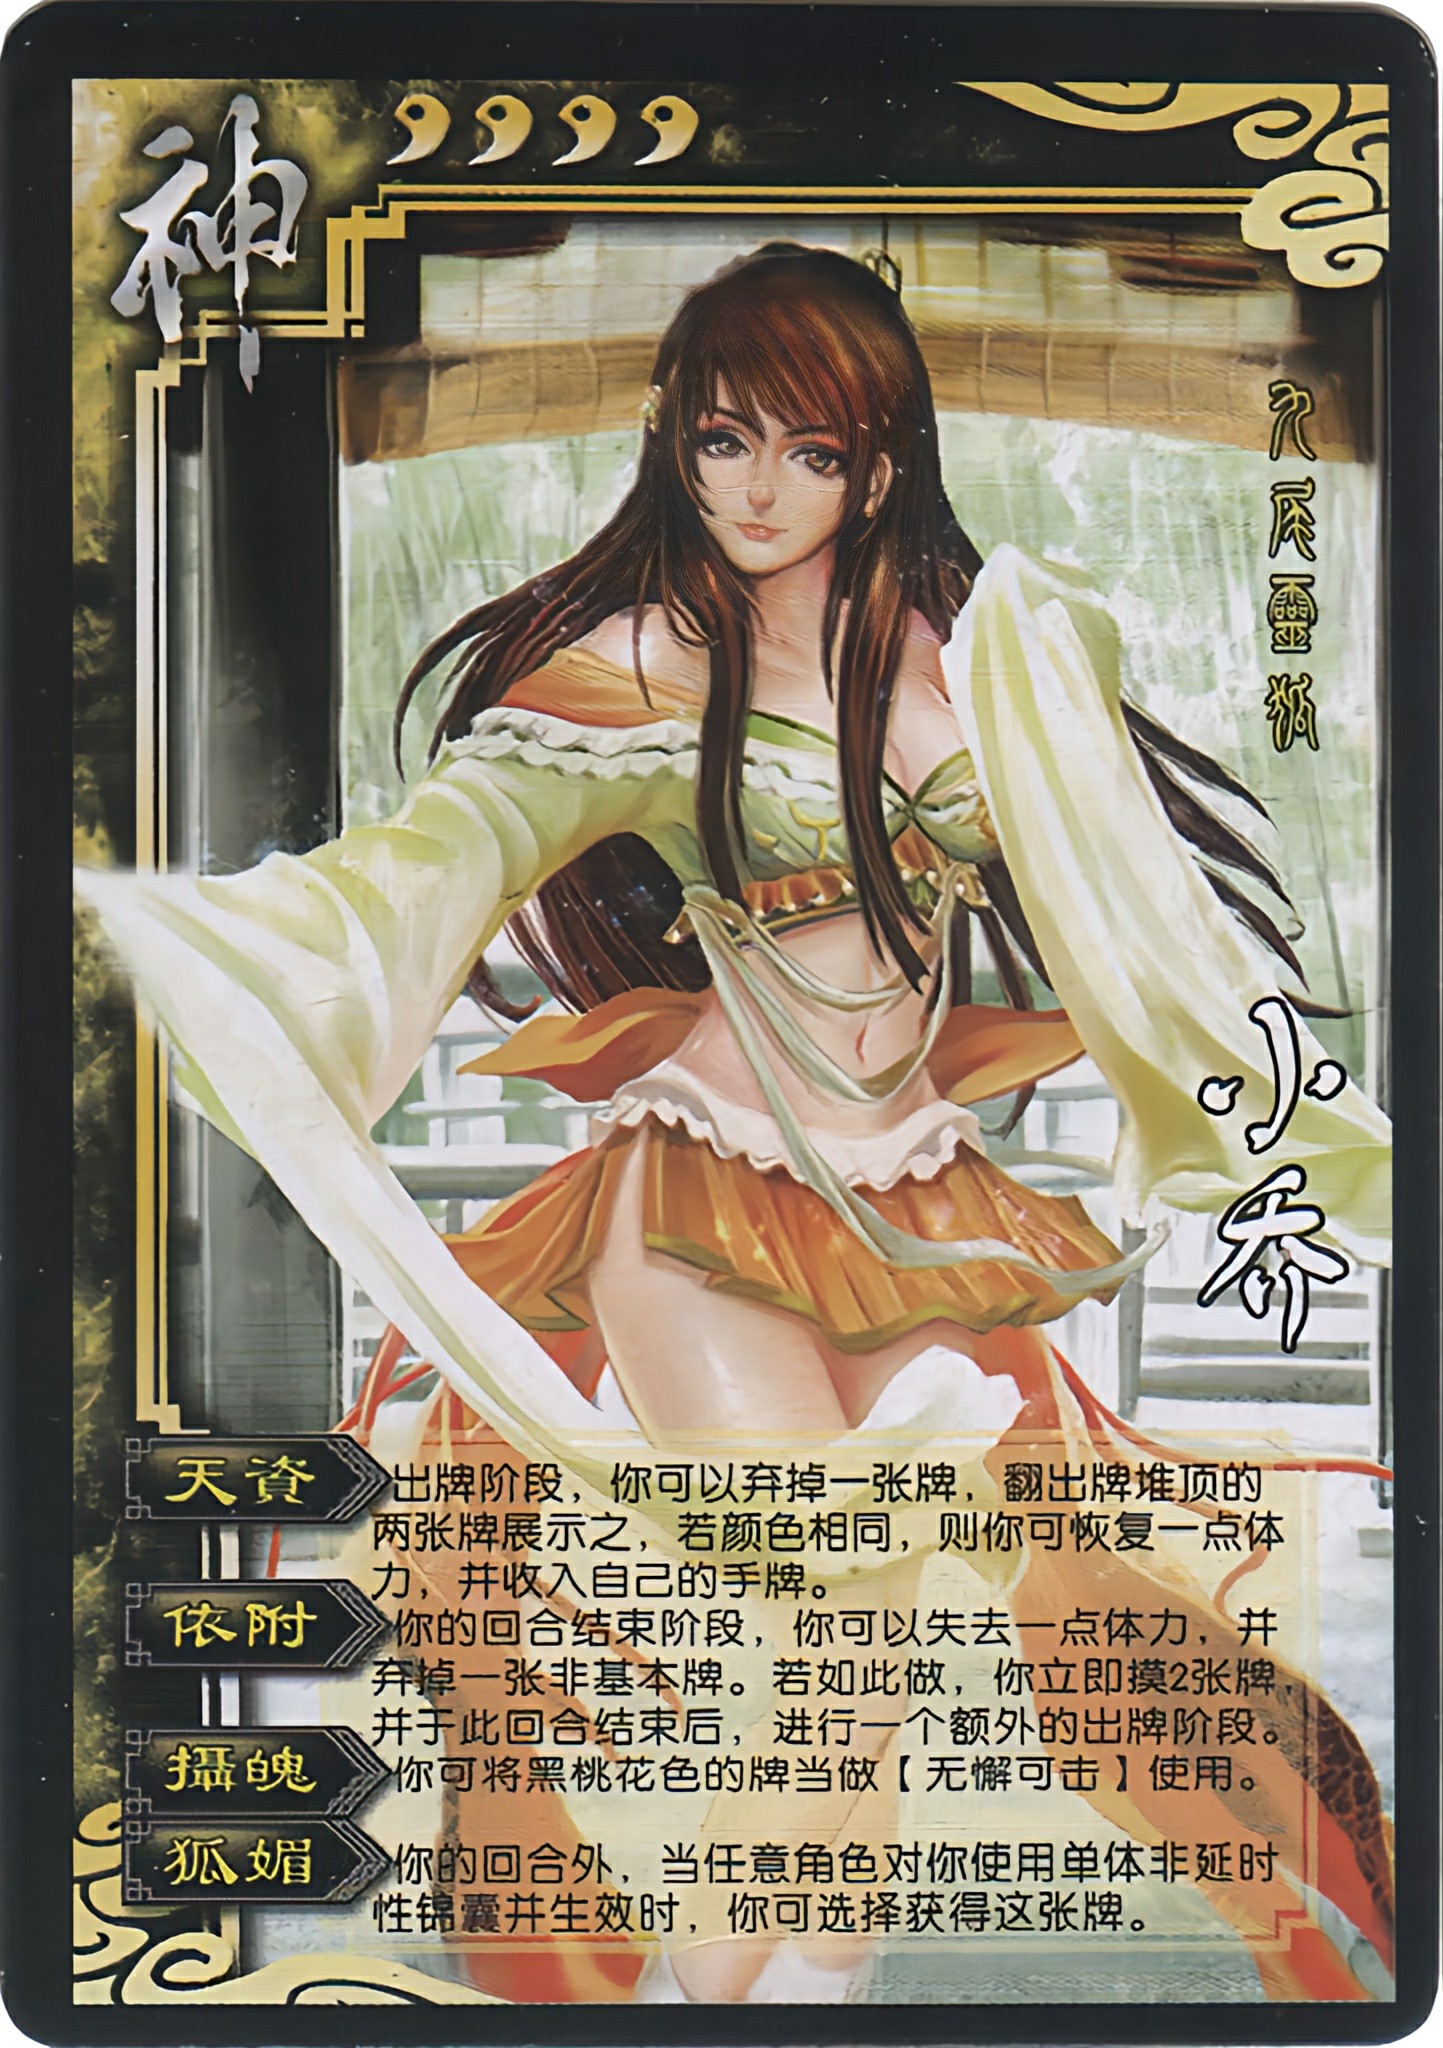 神
九尾靈狐
小乔
天資
出牌阶段，你可以弃掉一张牌，翻出牌堆顶的
两张牌展示之，若颜色相同，则你可恢复一点体
力，并收入自己的手牌。
依附
你的回合结束阶段，你可以失去一点体力，并
弃掉一张非基本牌。若如此做，你立即摸2张牌，
并于此回合结束后，进行一个额外的出牌阶段。
攝魄
你可将黑桃花色的牌当做【无懈可击】使用。
狐媚
你的回合外，当任意角色对你使用单体非延时
性锦囊并生效时，你可选择获得这张牌。